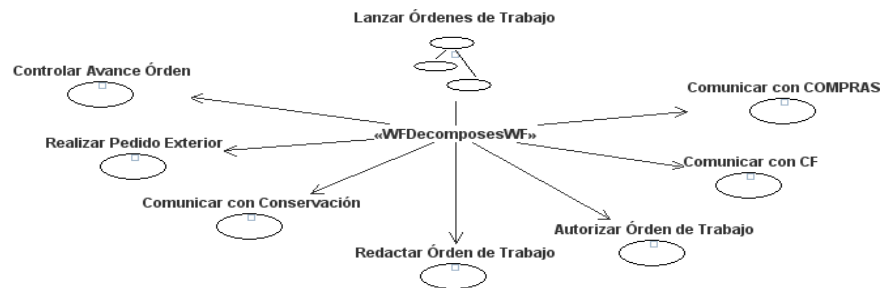 Lanzar Órdenes de Trabajo
Controlar Avance Órden
Comunicar con COMPRAS
«WFDecomposesWF»
Realizar Pedido Exterior
Comunicar con CF
Comunicar con Conservación
Autorizar Órden de Trabajo
Redactar Órden de Trabajo